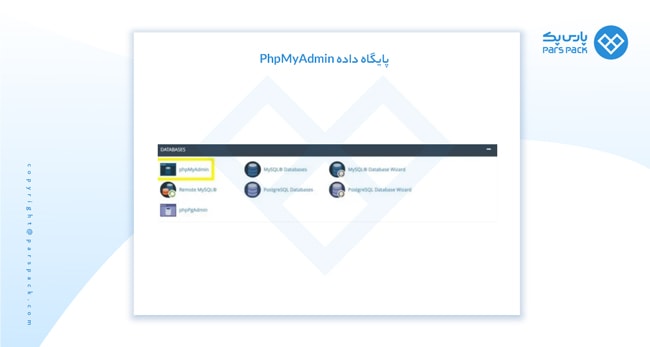 پارس پک
PARS PACK
پایگاه داده PhpMyAdmin
DATABASES
phpMyAdmin
MySQL® Databases
MySQL® Database Wizard
Remote MySQL®
PostgreSQL Databases
PostgreSQL Database Wizard
phpPgAdmin
copyright@parspack.com